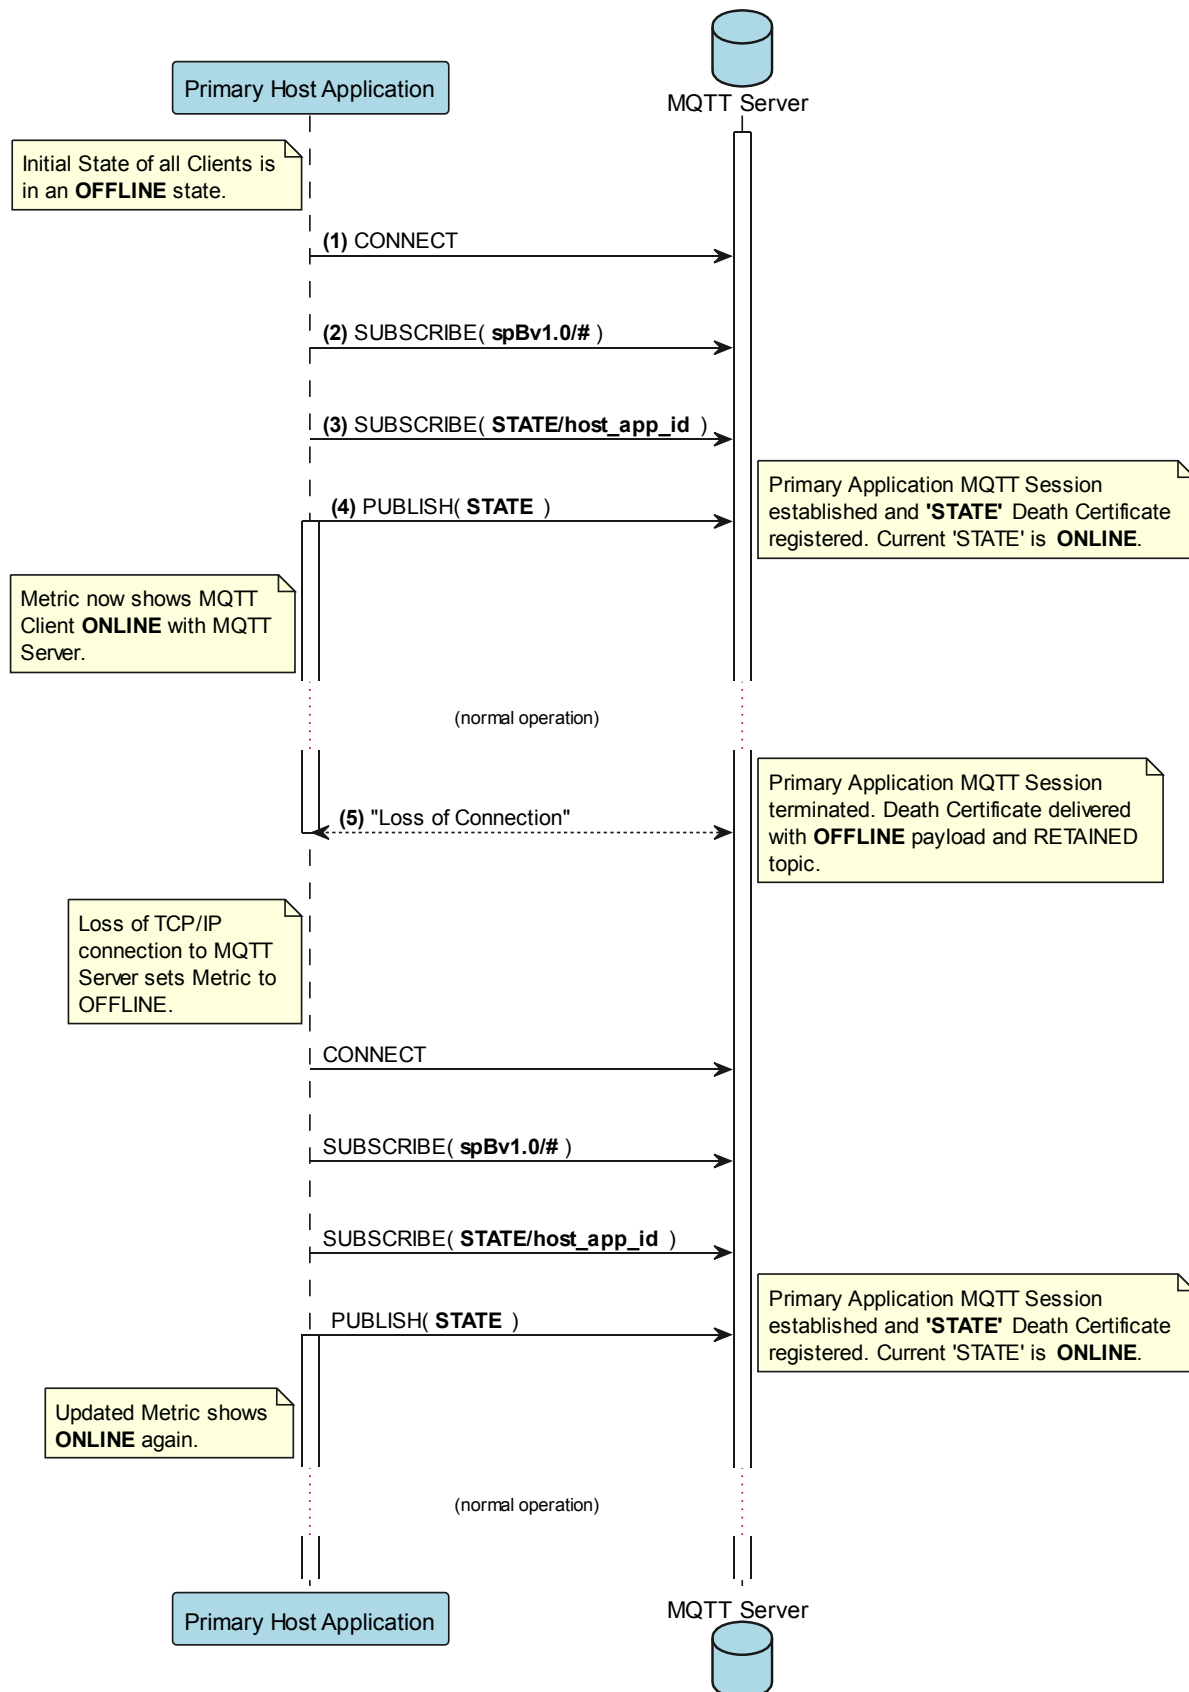 Primary Host Application
MQTT Server
Initial State of all Clients is
in an OFFLINE state.
(1) CONNECT
(2) SUBSCRIBE( spBv1.0/# )
(3) SUBSCRIBE( STATE/host_app_id )
(4) PUBLISH( STATE )
Primary Application MQTT Session
established and 'STATE' Death Certificate
registered. Current 'STATE' is ONLINE.
Metric now shows MQTT
Client ONLINE with MQTT
Server.
(normal operation)
(5) "Loss of Connection"
Primary Application MQTT Session
terminated. Death Certificate delivered
with OFFLINE payload and RETAINED
topic.
Loss of TCP/IP
connection to MQTT
Server sets Metric to
OFFLINE.
CONNECT
SUBSCRIBE( spBv1.0/# )
SUBSCRIBE( STATE/host_app_id )
PUBLISH( STATE )
Primary Application MQTT Session
established and 'STATE' Death Certificate
registered. Current 'STATE' is ONLINE.
Updated Metric shows
ONLINE again.
(normal operation)
Primary Host Application
MQTT Server